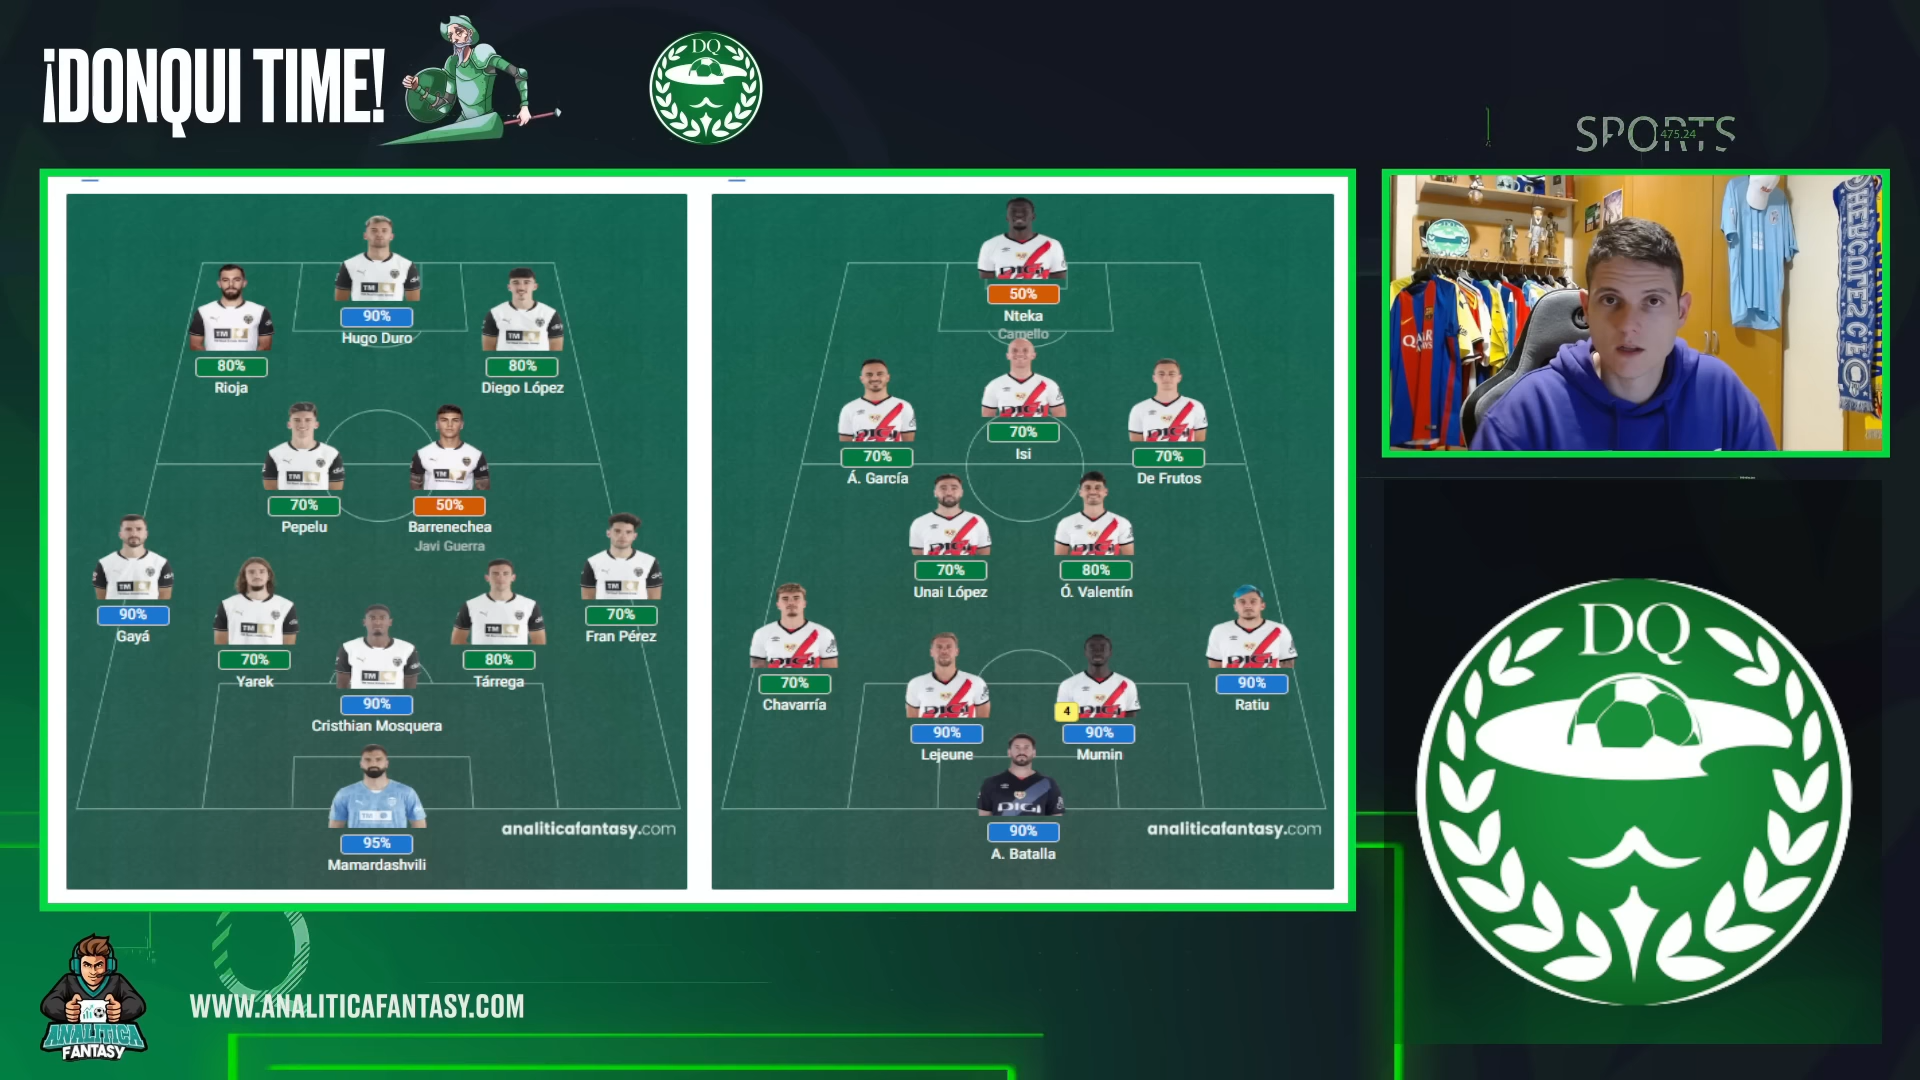 ¡DONQUI TIME!
DQ
SPORTS
475.24
90%
Hugo Duro
80%
Rioja
80%
Diego López
70%
Pepelu
50%
Barrenechea
Javi Guerra
90%
Gayá
70%
Yarek
90%
Cristhian Mosquera
80%
Tárrega
70%
Fran Pérez
95%
Mamardashvili
analiticafantasy.com
50%
Nteka
Camello
70%
Á. García
70%
Isi
70%
De Frutos
70%
Unai López
80%
Ó. Valentín
70%
Chavarría
90%
Lejeune
4
90%
Mumin
90%
Ratiu
90%
A. Batalla
analiticafantasy.com
DQ
ANALITICA
FANTASY
WWW.ANALITICAFANTASY.COM